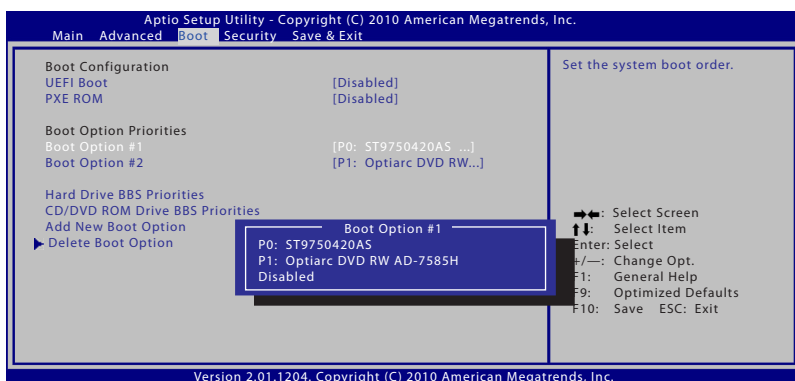 Aptio Setup Utility - Copyright (C) 2010 American Megatrends, Inc.
Main Advanced Boot Security Save & Exit
Boot Configuration
UEFI Boot [Disabled]
PXE ROM [Disabled]
Boot Option Priorities
Boot Option #1 [P0: ST9750420AS ...]
Boot Option #2 [P1: Optiarc DVD RW...]
Hard Drive BBS Priorities
CD/DVD ROM Drive BBS Priorities
Add New Boot Option
Delete Boot Option
Boot Option #1
P0: ST9750420AS
P1: Optiarc DVD RW AD-7585H
Disabled
Set the system boot order.
→←: Select Screen
↑↓: Select Item
Enter: Select
+/—: Change Opt.
F1: General Help
F9: Optimized Defaults
F10: Save ESC: Exit
Version 2.01.1204. Copyright (C) 2010 American Megatrends, Inc.